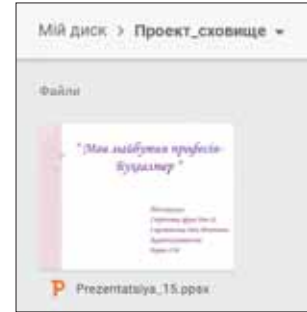 Мій диск > Проект_сховище
Файли
" Моя майбутня професія-
Бухгалтер "
Prezentatsiya_15.ppsx